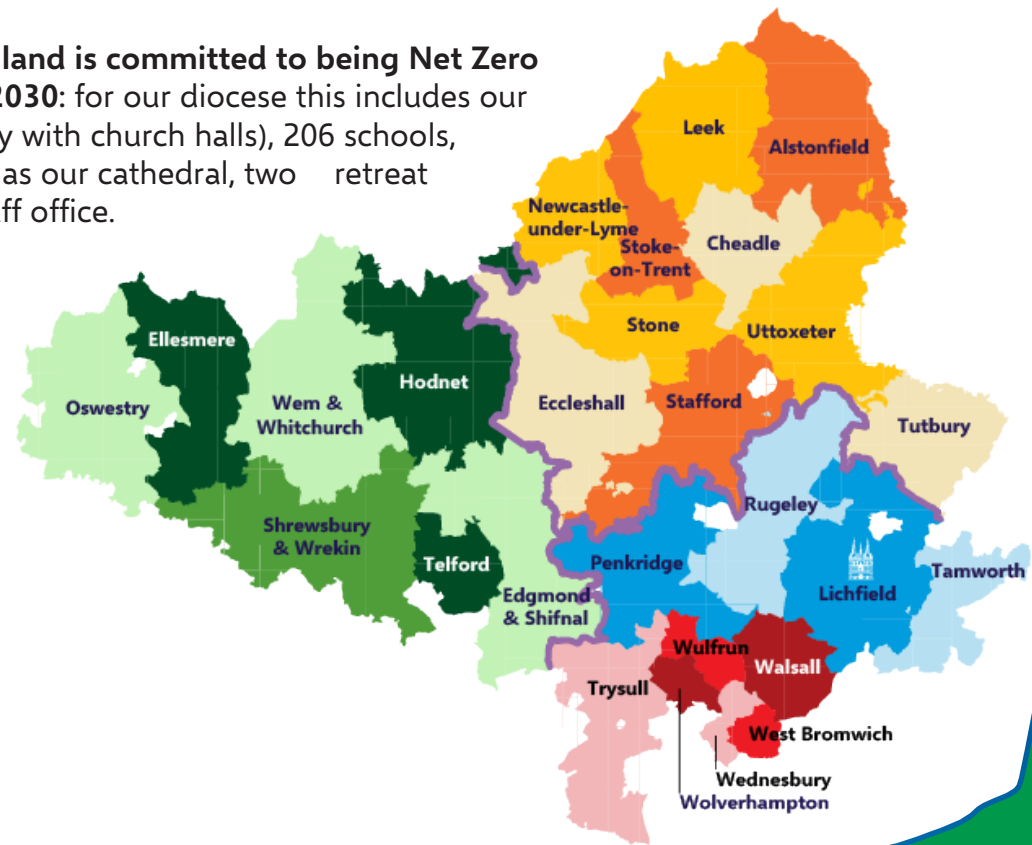 land is committed to being Net Zero
2030: for our diocese this includes our
y with church halls), 206 schools,
as our cathedral, two retreat
ff office.
Leek
Alstonfield
Newcastle-
under-Lyme
Stoke-
on-Trent
Cheadle
Stone
Uttoxeter
Ellesmere
Hodnet
Oswestry
Wem &
Whitchurch
Eccleshall
Stafford
Tutbury
Rugeley
Shrewsbury
& Wrekin
Telford
Penkridge
Tamworth
Edgmond
& Shifnal
Lichfield
Wulfrun
Walsall
Trysull
West Bromwich
Wednesbury
Wolverhampton